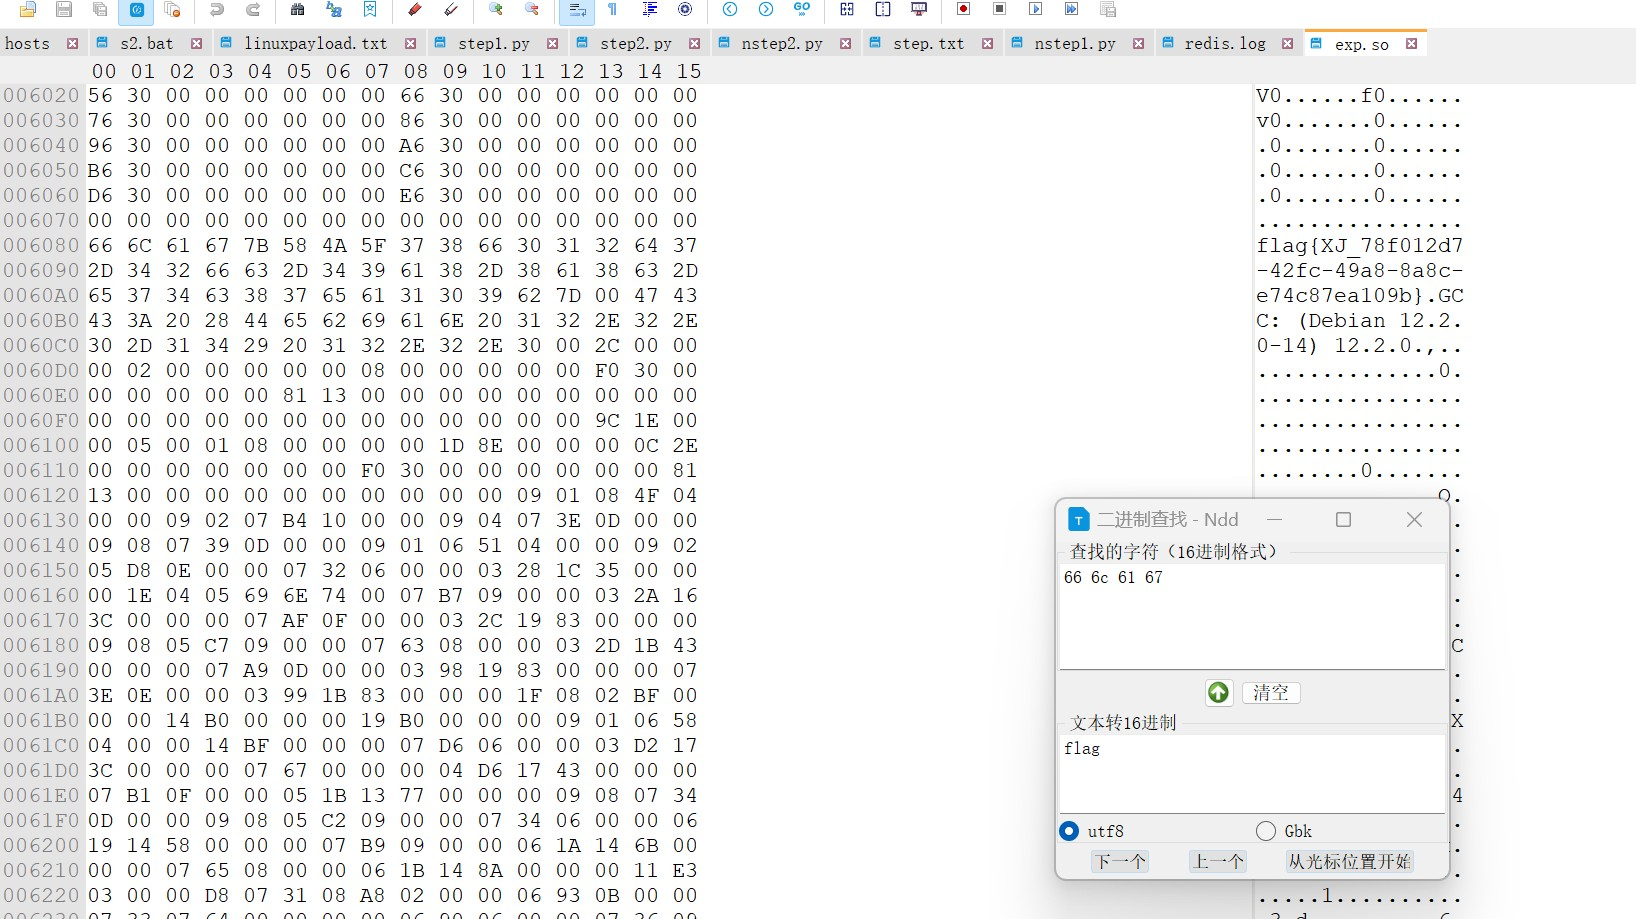 hosts s2.bat linuxpayload.txt step1.py step2.py nstep2.py step.txt nstep1.py redis.log exp.so
00 01 02 03 04 05 06 07 08 09 10 11 12 13 14 15
006020 56 30 00 00 00 00 00 00 66 30 00 00 00 00 00 00 V0......f0......
006030 76 30 00 00 00 00 00 00 86 30 00 00 00 00 00 00 v0.......0......
006040 96 30 00 00 00 00 00 00 A6 30 00 00 00 00 00 00 .0.......0......
006050 B6 30 00 00 00 00 00 00 C6 30 00 00 00 00 00 00 .0.......0......
006060 D6 30 00 00 00 00 00 00 E6 30 00 00 00 00 00 00 .0.......0......
006070 00 00 00 00 00 00 00 00 00 00 00 00 00 00 00 00 ................
006080 66 6C 61 67 7B 58 4A 5F 37 38 66 30 31 32 64 37 flag{XJ_78f012d7
006090 2D 34 32 66 63 2D 34 39 61 38 2D 38 61 38 63 2D -42fc-49a8-8a8c-
0060A0 65 37 34 63 38 37 65 61 31 30 39 62 7D 00 47 43 e74c87ea109b}.GC
0060B0 43 3A 20 28 44 65 62 69 61 6E 20 31 32 2E 32 2E C: (Debian 12.2.
0060C0 30 2D 31 34 29 20 31 32 2E 32 2E 30 00 2C 00 00 0-14) 12.2.0.,..
0060D0 00 02 00 00 00 00 00 08 00 00 00 00 00 F0 30 00 ..............0.
0060E0 00 00 00 00 00 81 13 00 00 00 00 00 00 00 00 00 ................
0060F0 00 00 00 00 00 00 00 00 00 00 00 00 00 9C 1E 00 ................
006100 00 05 00 01 08 00 00 00 00 1D 8E 00 00 00 0C 2E ................
006110 00 00 00 00 00 00 00 F0 30 00 00 00 00 00 00 81 ........0.......
006120 13 00 00 00 00 00 00 00 00 00 00 09 01 08 4F 04 O.
006130 00 00 09 02 07 B4 10 00 00 09 04 07 3E 0D 00 00 .
006140 09 08 07 39 0D 00 00 09 01 06 51 04 00 00 09 02 .
006150 05 D8 0E 00 00 07 32 06 00 00 03 28 1C 35 00 00 .
006160 00 1E 04 05 69 6E 74 00 07 B7 09 00 00 03 2A 16 .
006170 3C 00 00 00 07 AF 0F 00 00 03 2C 19 83 00 00 00 .
006180 09 08 05 C7 09 00 00 07 63 08 00 00 03 2D 1B 43 C
006190 00 00 00 07 A9 0D 00 00 03 98 19 83 00 00 00 07 .
0061A0 3E 0E 00 00 03 99 1B 83 00 00 00 1F 08 02 BF 00 .
0061B0 00 00 14 B0 00 00 00 19 B0 00 00 00 09 01 06 58 X
0061C0 04 00 00 14 BF 00 00 00 07 D6 06 00 00 03 D2 17 .
0061D0 3C 00 00 00 07 67 00 00 00 04 D6 17 43 00 00 00 .
0061E0 07 B1 0F 00 00 05 1B 13 77 00 00 00 09 08 07 34 4
0061F0 0D 00 00 09 08 05 C2 09 00 00 07 34 06 00 00 06 .
006200 19 14 58 00 00 00 07 B9 09 00 00 06 1A 14 6B 00 .
006210 00 00 07 65 08 00 00 06 1B 14 8A 00 00 00 11 E3 .
006220 03 00 00 D8 07 31 08 A8 02 00 00 06 93 0B 00 00 .....1..........
二进制查找 - Ndd
查找的字符（16进制格式）
66 6c 61 67
清空
文本转16进制
flag
utf8 Gbk
下一个 上一个 从光标位置开始